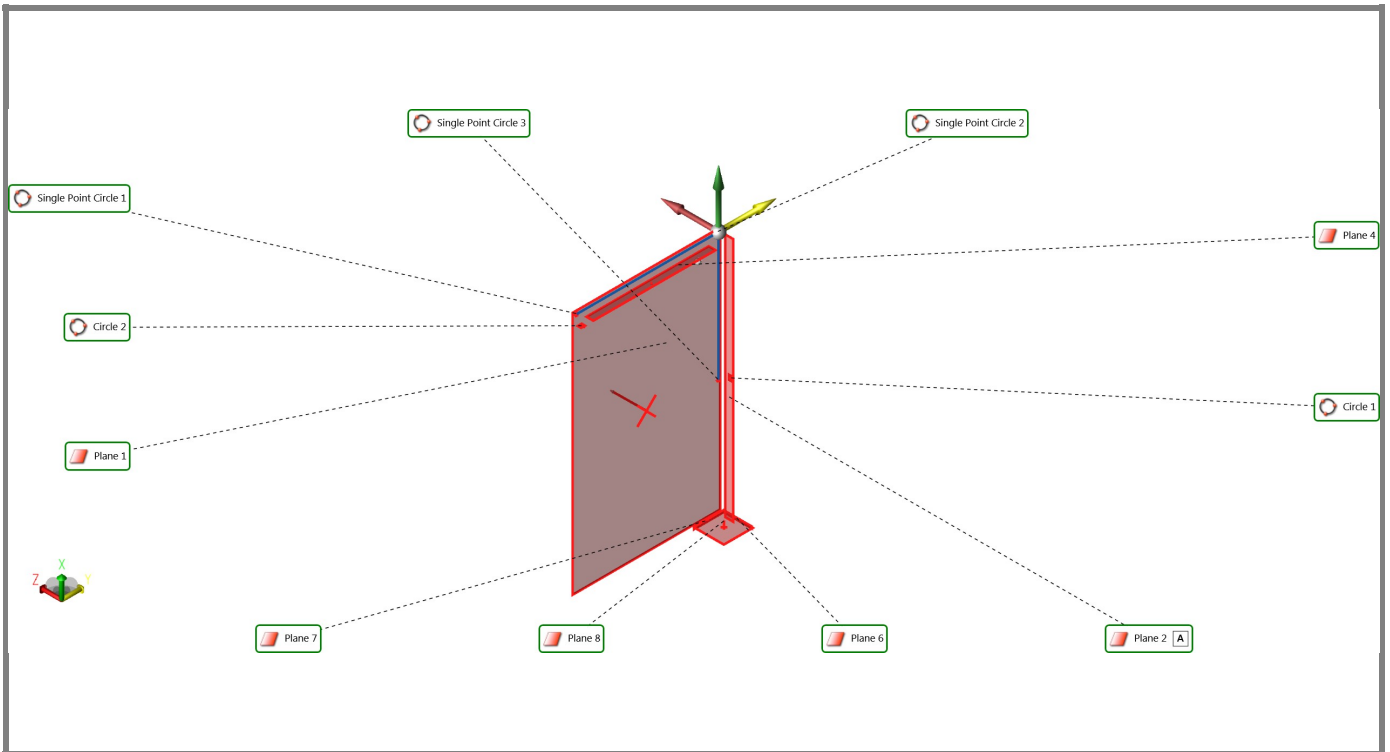 Single Point Circle 3
Single Point Circle 2
Single Point Circle 1
Plane 4
Circle 2
Circle 1
Plane 1
X
Z
Y
Plane 7
Plane 8
Plane 6
Plane 2 A